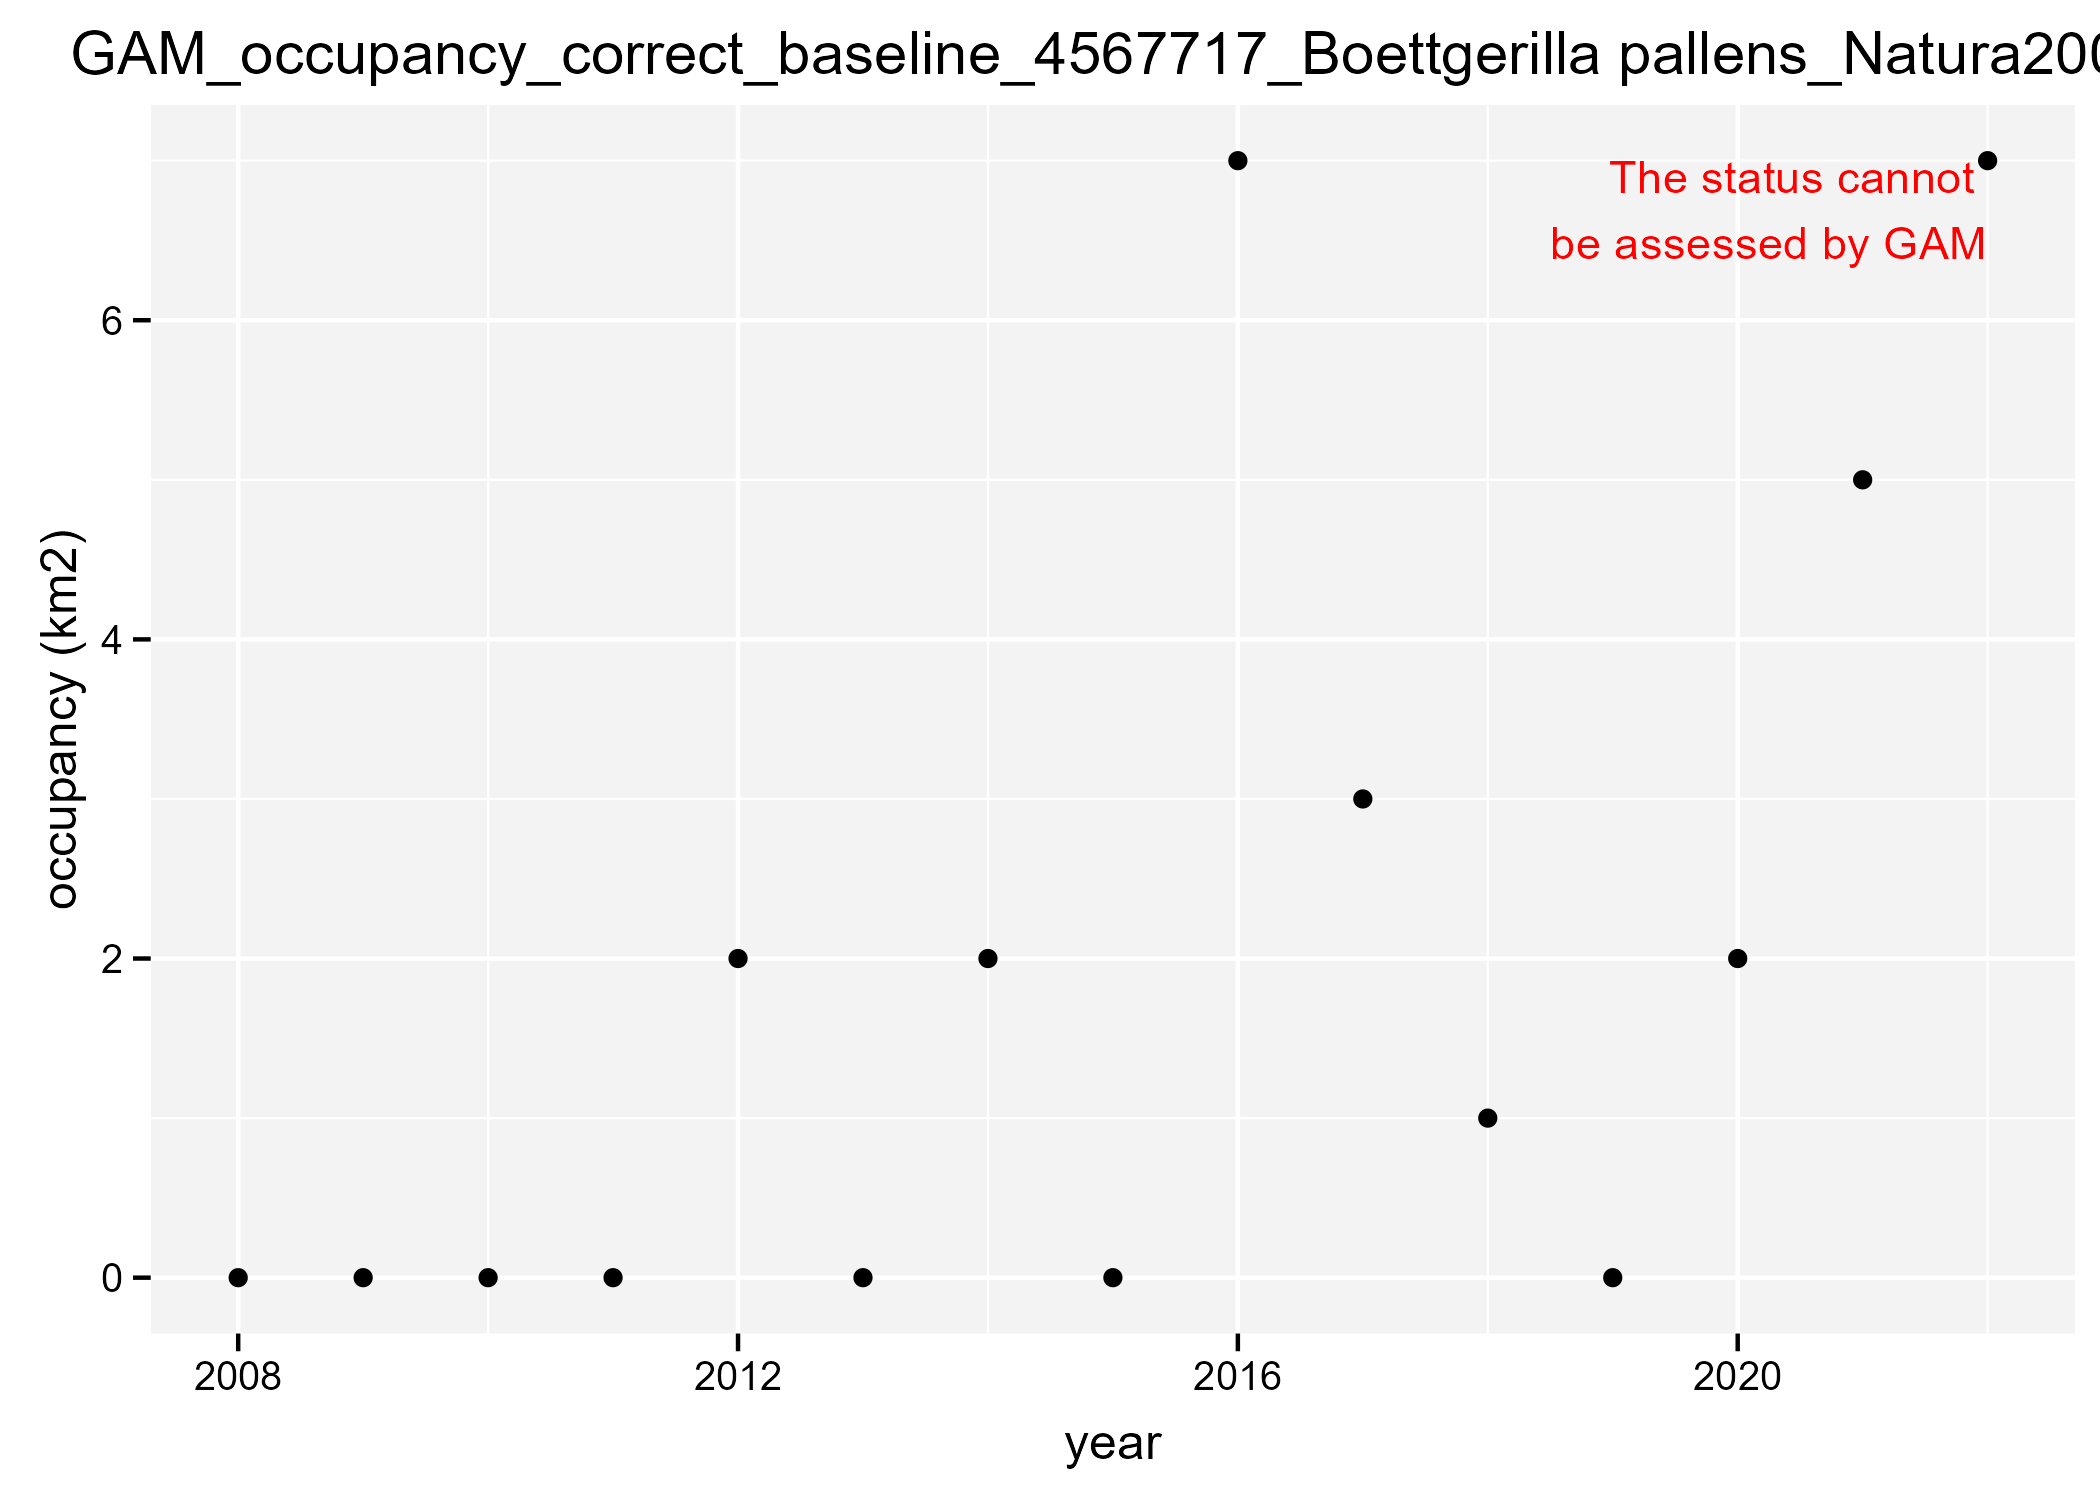 GAM_occupancy_correct_baseline_4567717_Boettgerilla pallens_Natura200
The status cannot
be assessed by GAM
occupancy (km2)
6
4
2
0
2008 2012 2016 2020
year